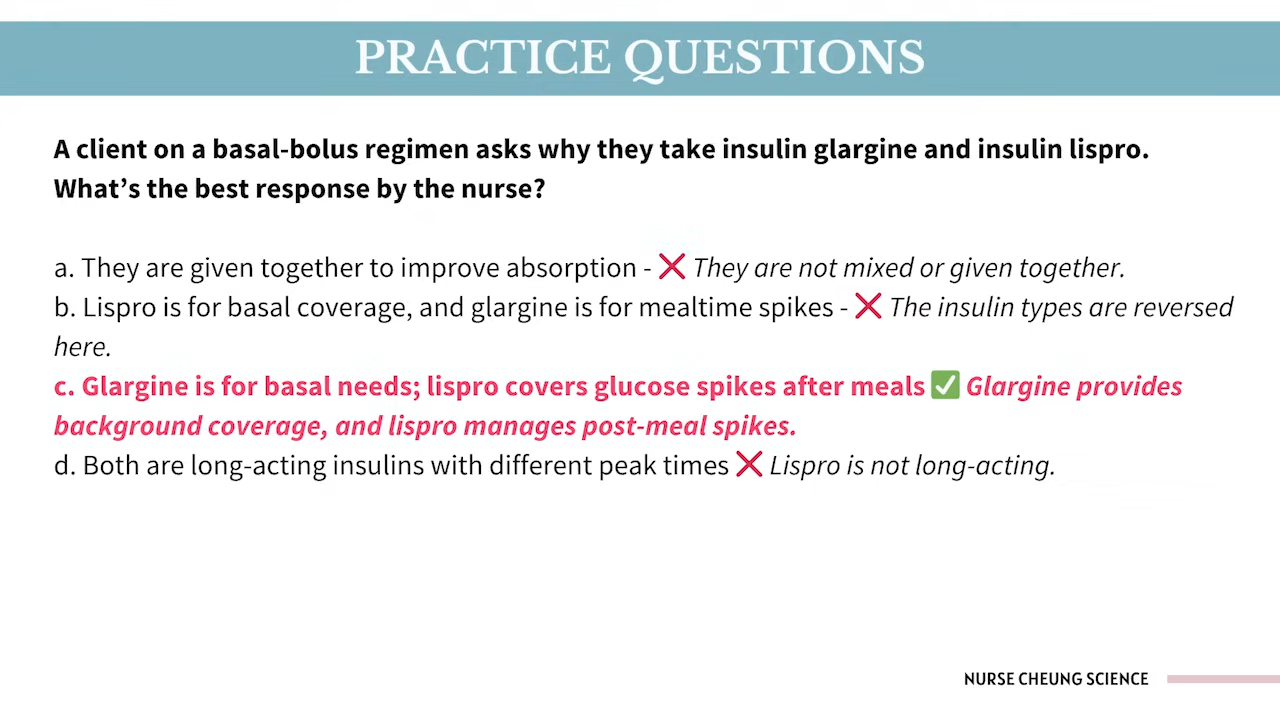 PRACTICE QUESTIONS
A client on a basal-bolus regimen asks why they take insulin glargine and insulin lispro.
What’s the best response by the nurse?
a. They are given together to improve absorption - ❌ They are not mixed or given together.
b. Lispro is for basal coverage, and glargine is for mealtime spikes - ❌ The insulin types are reversed
here.
c. Glargine is for basal needs; lispro covers glucose spikes after meals ✅ Glargine provides
background coverage, and lispro manages post-meal spikes.
d. Both are long-acting insulins with different peak times ❌ Lispro is not long-acting.
NURSE CHEUNG SCIENCE